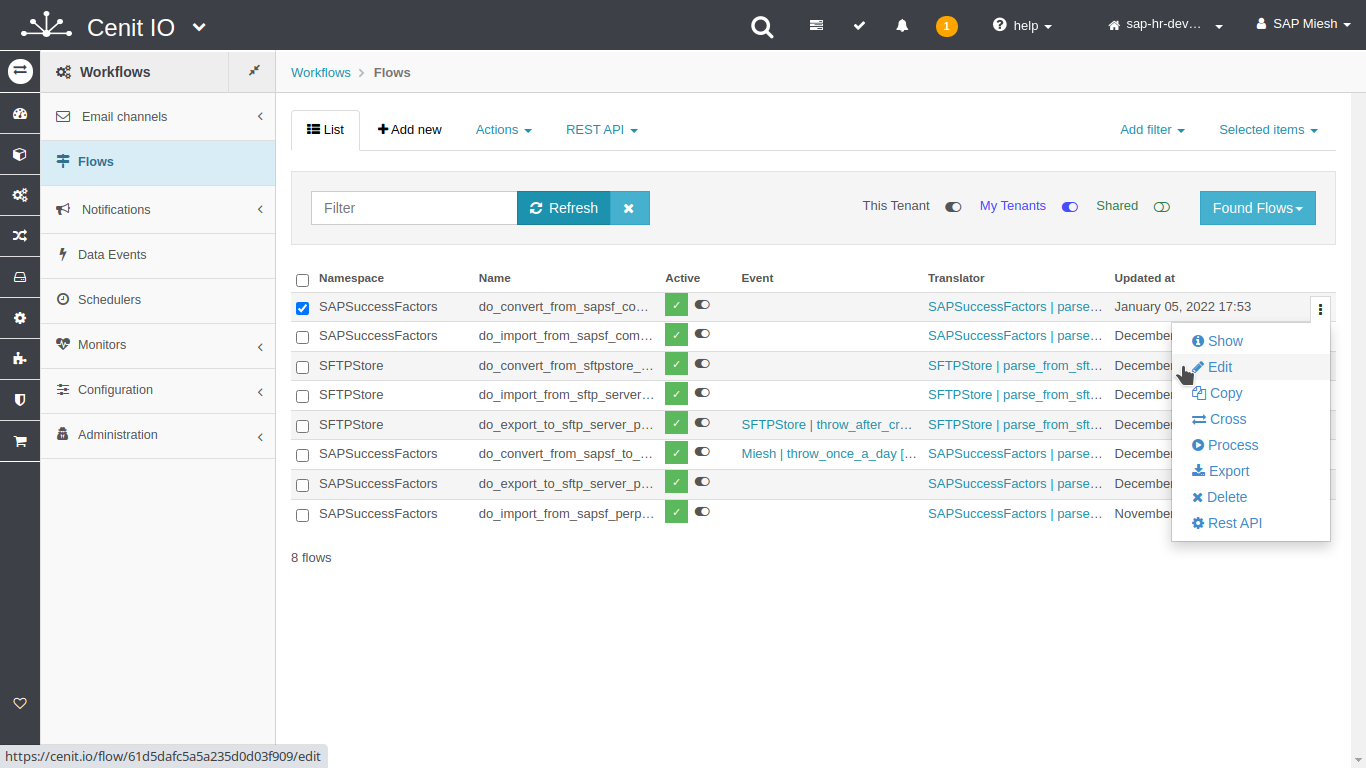 Cenit IO
1
help
sap-hr-dev…
SAP Miesh
Workflows
Workflows > Flows
Email channels
Flows
Notifications
Data Events
Schedulers
Monitors
Configuration
Administration
List
Add new
Actions
REST API
Add filter
Selected items
Filter
Refresh
This Tenant
My Tenants
Shared
Found Flows
Namespace Name Active Event Translator Updated at
SAPSuccessFactors do_convert_from_sapsf_co… SAPSuccessFactors | parse… January 05, 2022 17:53
SAPSuccessFactors do_import_from_sapsf_com… SAPSuccessFactors | parse… December
SFTPStore do_convert_from_sftpstore_… SFTPStore | parse_from_sft… December
SFTPStore do_import_from_sftp_server… SFTPStore | parse_from_sft… December
SFTPStore do_export_to_sftp_server_p… SFTPStore | throw_after_cr… SFTPStore | parse_from_sft… December
SAPSuccessFactors do_convert_from_sapsf_to_… Miesh | throw_once_a_day [… SAPSuccessFactors | parse… December
SAPSuccessFactors do_export_to_sftp_server_p… SAPSuccessFactors | parse… December
SAPSuccessFactors do_import_from_sapsf_perp… SAPSuccessFactors | parse… November
Show
Edit
Copy
Cross
Process
Export
Delete
Rest API
8 flows
https://cenit.io/flow/61d5dafc5a5a235d0d03f909/edit